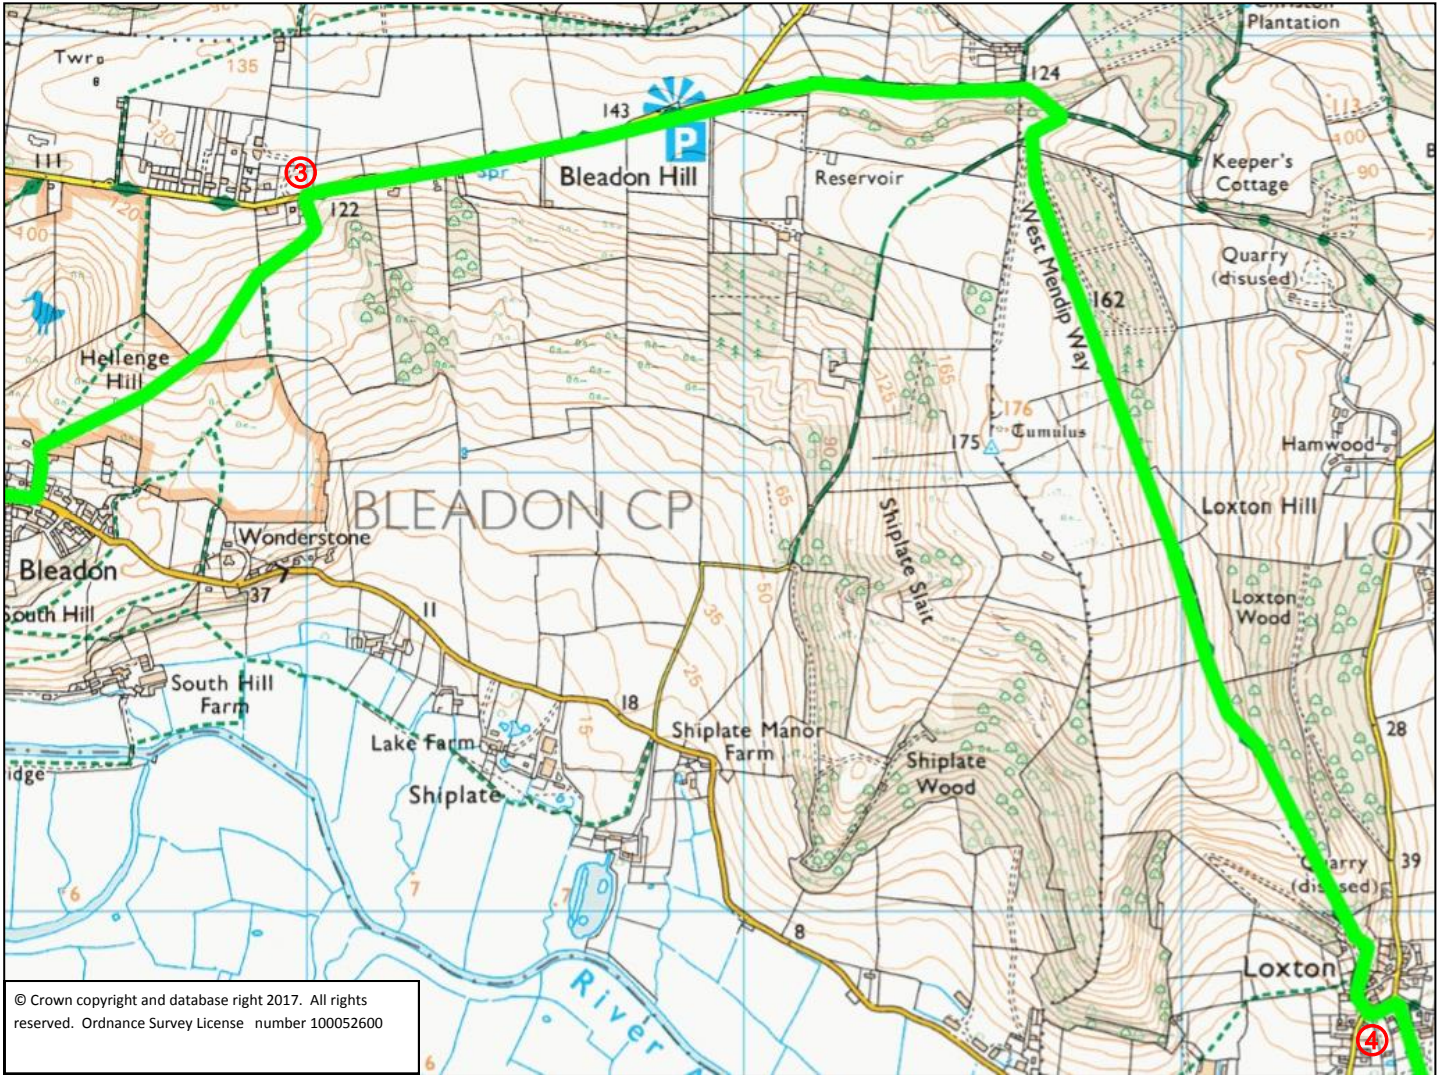 Christon
Plantation
Twr
135
124
143
113
P
100
130
3
111
Keeper's
Cottage
90
Spr
Bleadon Hill
Reservoir
120
122
100
West Mendip Way
Quarry
(disused)
162
Hellenge
Hill
125
165
176
Tumulus
175
90
Hamwood
65
BLEADON CP
Loxton Hill
Shiplate Slait
LOX
Wonderstone
Bleadon
50
37
Loxton
Wood
South Hill
11
35
25
South Hill
Farm
18
15
Shiplate Manor
Farm
28
Lake Farm
Shiplate
Shiplate
Wood
idge
39
Quarry
(disused)
6
7
7
8
Loxton
River A
4
6
© Crown copyright and database right 2017. All rights
reserved. Ordnance Survey License number 100052600